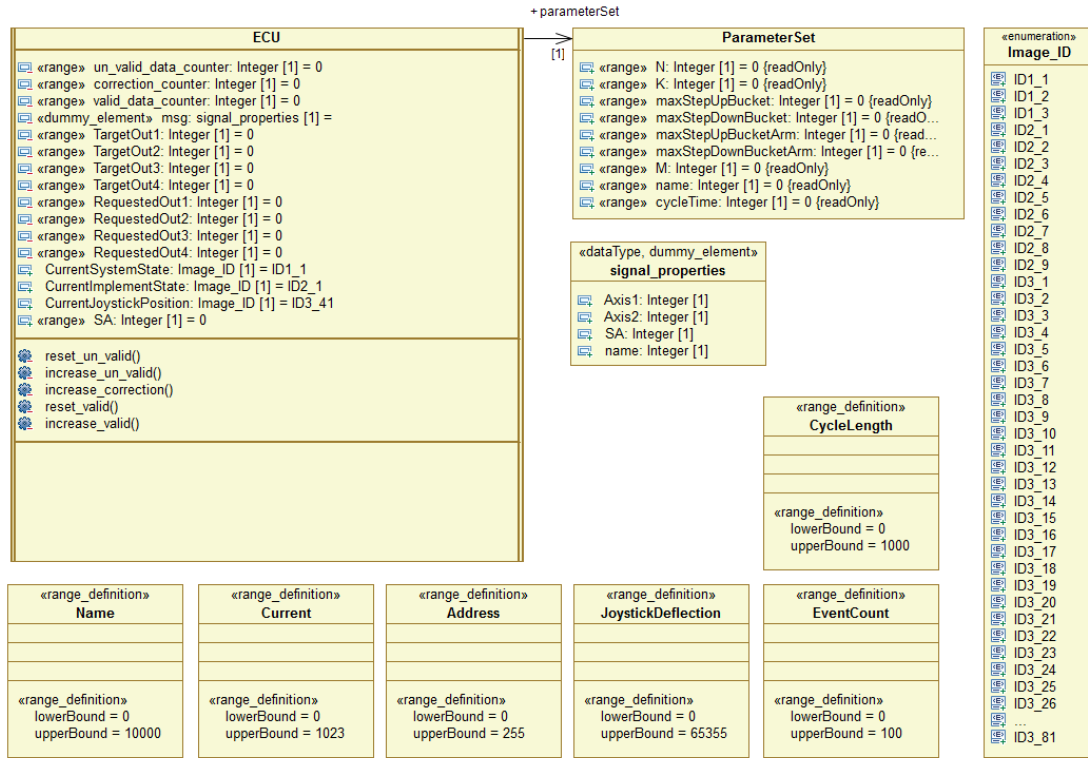 + parameterSet
[1]
ECU
«range» un_valid_data_counter: Integer [1] = 0
«range» correction_counter: Integer [1] = 0
«range» valid_data_counter: Integer [1] = 0
«dummy_element» msg: signal_properties [1] =
«range» TargetOut1: Integer [1] = 0
«range» TargetOut2: Integer [1] = 0
«range» TargetOut3: Integer [1] = 0
«range» TargetOut4: Integer [1] = 0
«range» RequestedOut1: Integer [1] = 0
«range» RequestedOut2: Integer [1] = 0
«range» RequestedOut3: Integer [1] = 0
«range» RequestedOut4: Integer [1] = 0
CurrentSystemState: Image_ID [1] = ID1_1
CurrentImplementState: Image_ID [1] = ID2_1
CurrentJoystickPosition: Image_ID [1] = ID3_41
«range» SA: Integer [1] = 0
reset_un_valid()
increase_un_valid()
increase_correction()
reset_valid()
increase_valid()
ParameterSet
«range» N: Integer [1] = 0 {readOnly}
«range» K: Integer [1] = 0 {readOnly}
«range» maxStepUpBucket: Integer [1] = 0 {readOnly}
«range» maxStepDownBucket: Integer [1] = 0 {readO...
«range» maxStepUpBucketArm: Integer [1] = 0 {read...
«range» maxStepDownBucketArm: Integer [1] = 0 {re...
«range» M: Integer [1] = 0 {readOnly}
«range» name: Integer [1] = 0 {readOnly}
«range» cycleTime: Integer [1] = 0 {readOnly}
«dataType, dummy_element»
signal_properties
Axis1: Integer [1]
Axis2: Integer [1]
SA: Integer [1]
name: Integer [1]
«range_definition»
CycleLength
«range_definition»
lowerBound = 0
upperBound = 1000
«enumeration»
Image_ID
ID1_1
ID1_2
ID1_3
ID2_1
ID2_2
ID2_3
ID2_4
ID2_5
ID2_6
ID2_7
ID2_8
ID2_9
ID3_1
ID3_2
ID3_3
ID3_4
ID3_5
ID3_6
ID3_7
ID3_8
ID3_9
ID3_10
ID3_11
ID3_12
ID3_13
ID3_14
ID3_15
ID3_16
ID3_17
ID3_18
ID3_19
ID3_20
ID3_21
ID3_22
ID3_23
ID3_24
ID3_25
ID3_26
...
ID3_81
«range_definition»
Name
«range_definition»
lowerBound = 0
upperBound = 10000
«range_definition»
Current
«range_definition»
lowerBound = 0
upperBound = 1023
«range_definition»
Address
«range_definition»
lowerBound = 0
upperBound = 255
«range_definition»
JoystickDeflection
«range_definition»
lowerBound = 0
upperBound = 65355
«range_definition»
EventCount
«range_definition»
lowerBound = 0
upperBound = 100